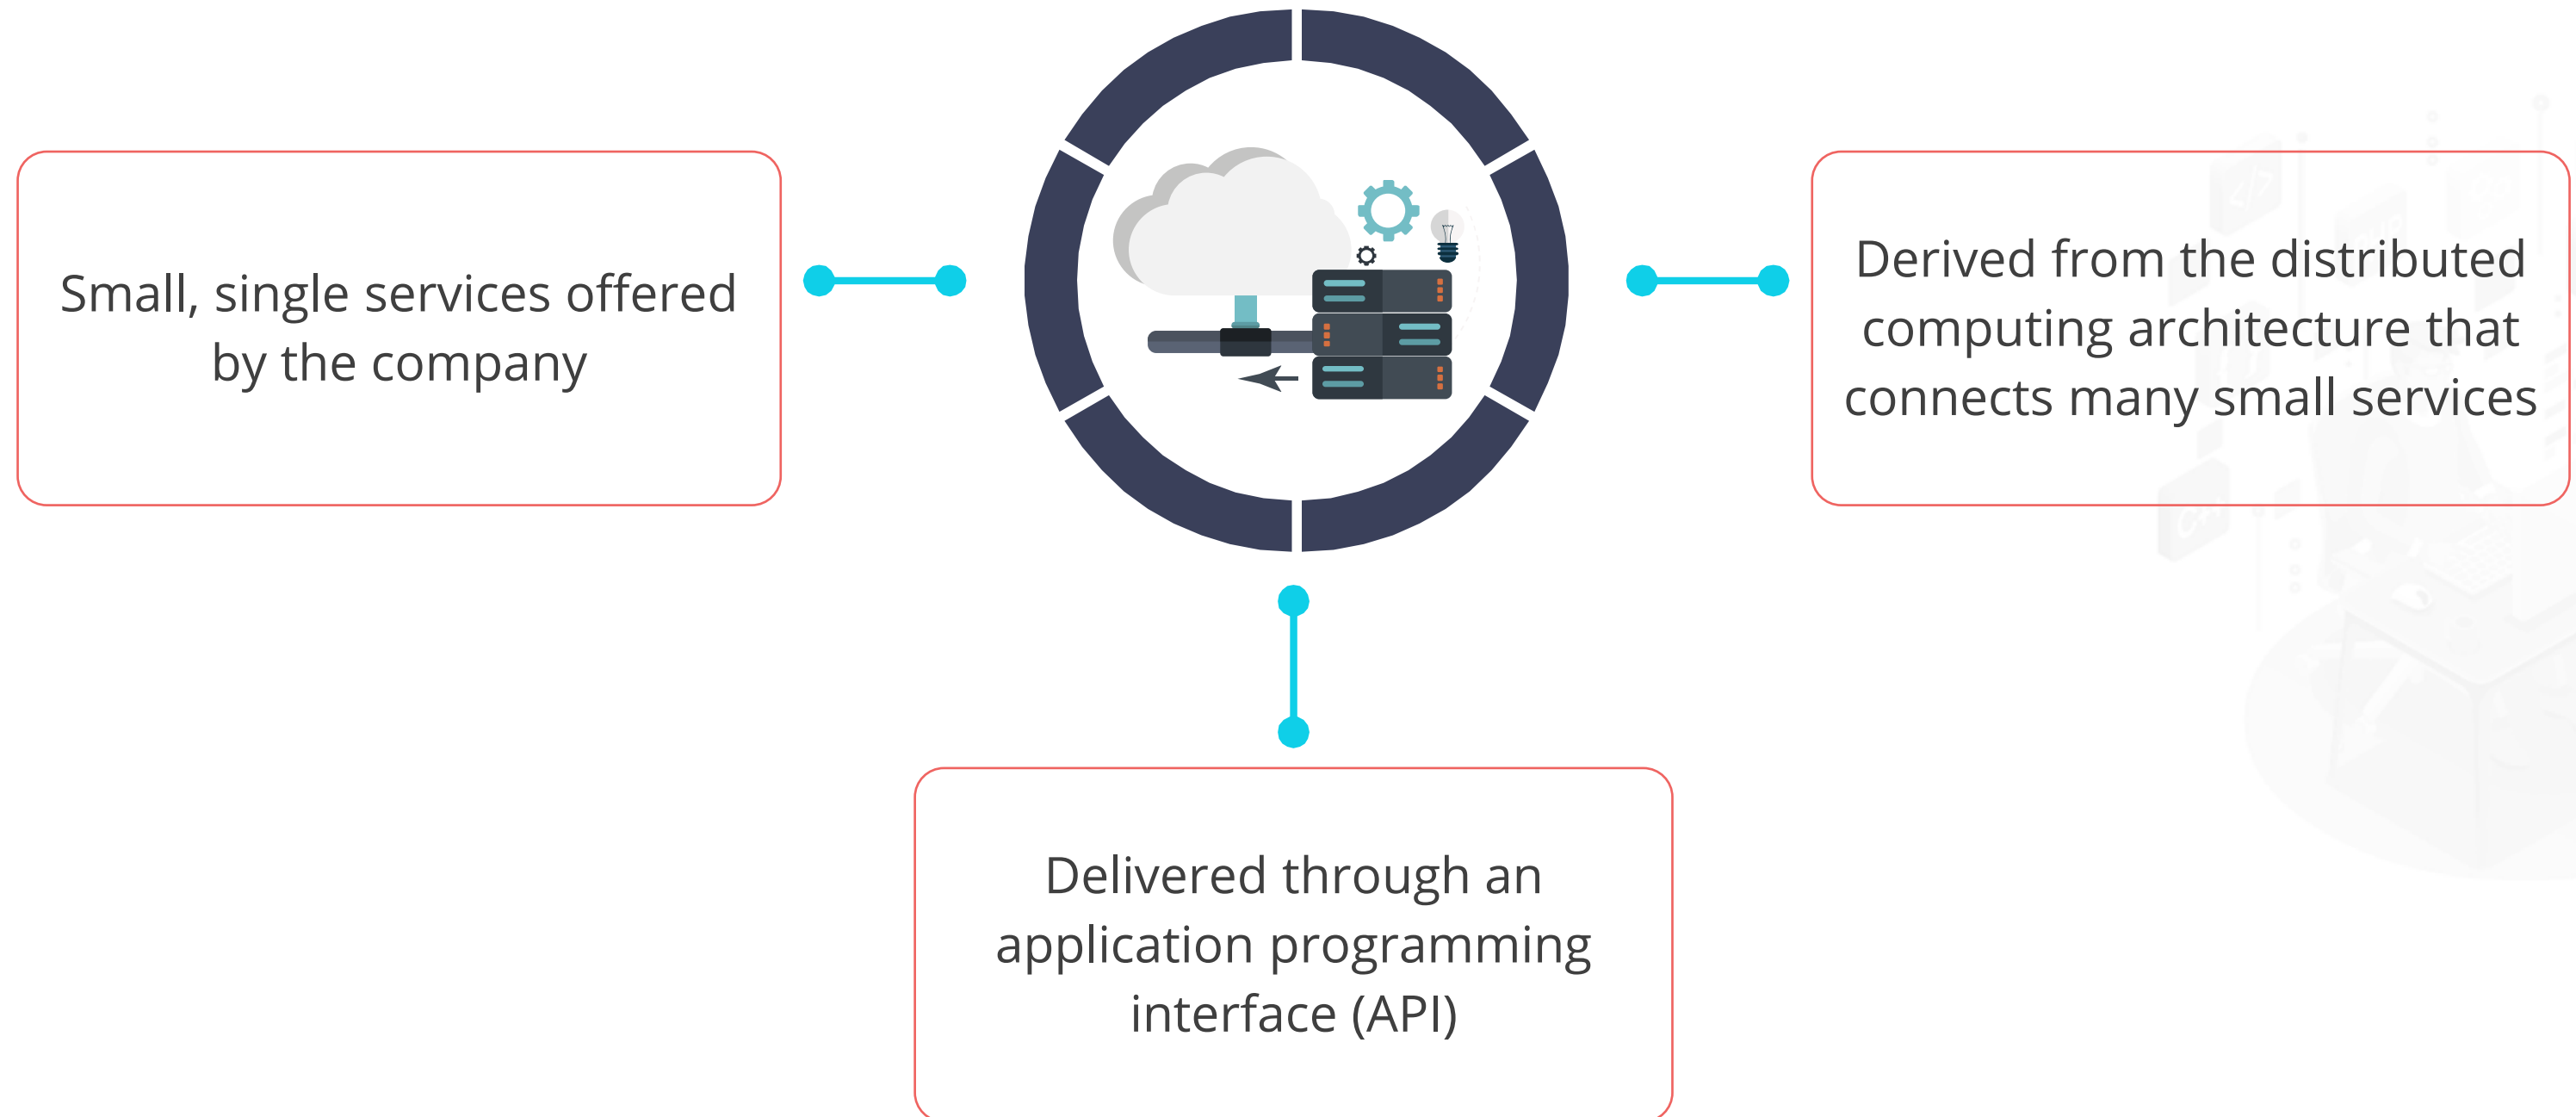 Small, single services offered
by the company
Derived from the distributed
computing architecture that
connects many small services
Delivered through an
application programming
interface (API)